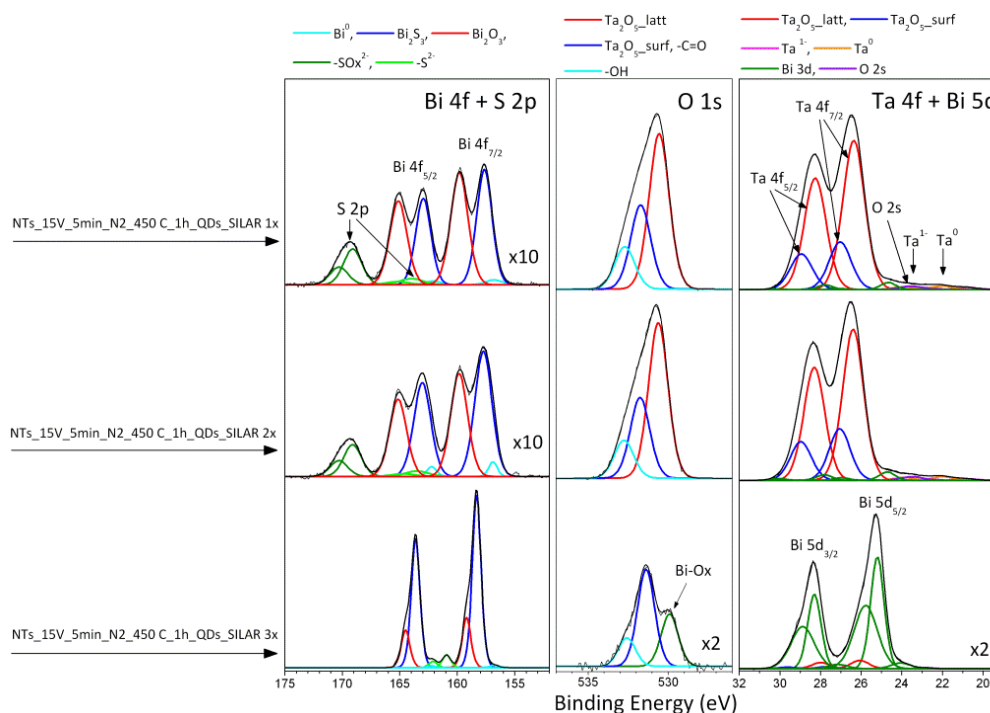 Bi⁰, Bi₂S₃, Bi₂O₃,
-SOx²⁻, -S²⁻
Ta₂O₅_latt
Ta₂O₅_surf, -C=O
-OH
Ta₂O₅_latt, Ta₂O₅_surf
Ta¹⁻ Ta⁰
Bi 3d, O 2s
Bi 4f + S 2p
O 1s
Ta 4f + Bi 5d
NTs_15V_5min_N2_450 C_1h_QDs_SILAR 1x
S 2p
Bi 4f₅/₂
Bi 4f₇/₂
x10
Ta 4f₇/₂
Ta 4f₅/₂
O 2s
Ta¹⁻
Ta⁰
NTs_15V_5min_N2_450 C_1h_QDs_SILAR 2x
x10
NTs_15V_5min_N2_450 C_1h_QDs_SILAR 3x
Bi-Ox
x2
Bi 5d₃/₂
Bi 5d₅/₂
x2
175 170 165 160 155
535 530
32 30 28 26 24 22 20
Binding Energy (eV)